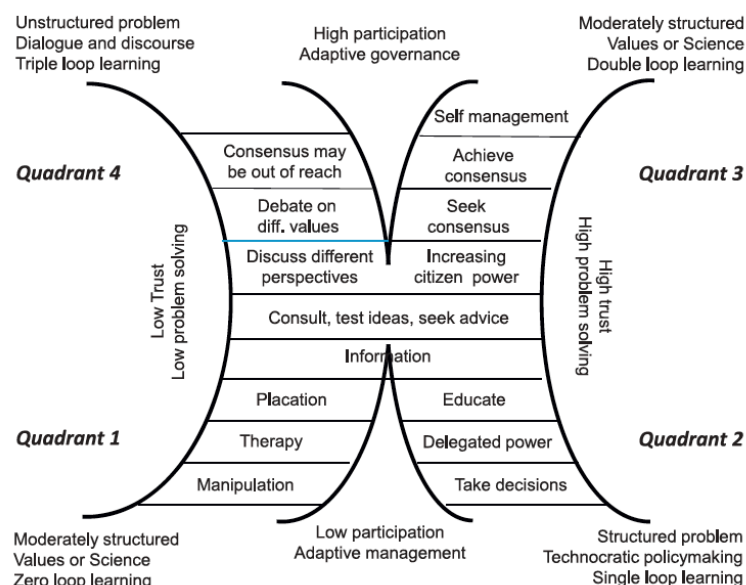 Unstructured problem
Dialogue and discourse
Triple loop learning
High participation
Adaptive governance
Moderately structured
Values or Science
Double loop learning
Self management
Quadrant 4
Consensus may
be out of reach
Achieve
consensus
Quadrant 3
Debate on
diff. values
Seek
consensus
Discuss different
perspectives
Increasing
citizen power
Low Trust
Low problem solving
High trust
High problem solving
Consult, test ideas, seek advice
Information
Placation
Educate
Quadrant 1
Therapy
Delegated power
Quadrant 2
Manipulation
Take decisions
Moderately structured
Values or Science
Zero loop learning
Low participation
Adaptive management
Structured problem
Technocratic policymaking
Single loop learning